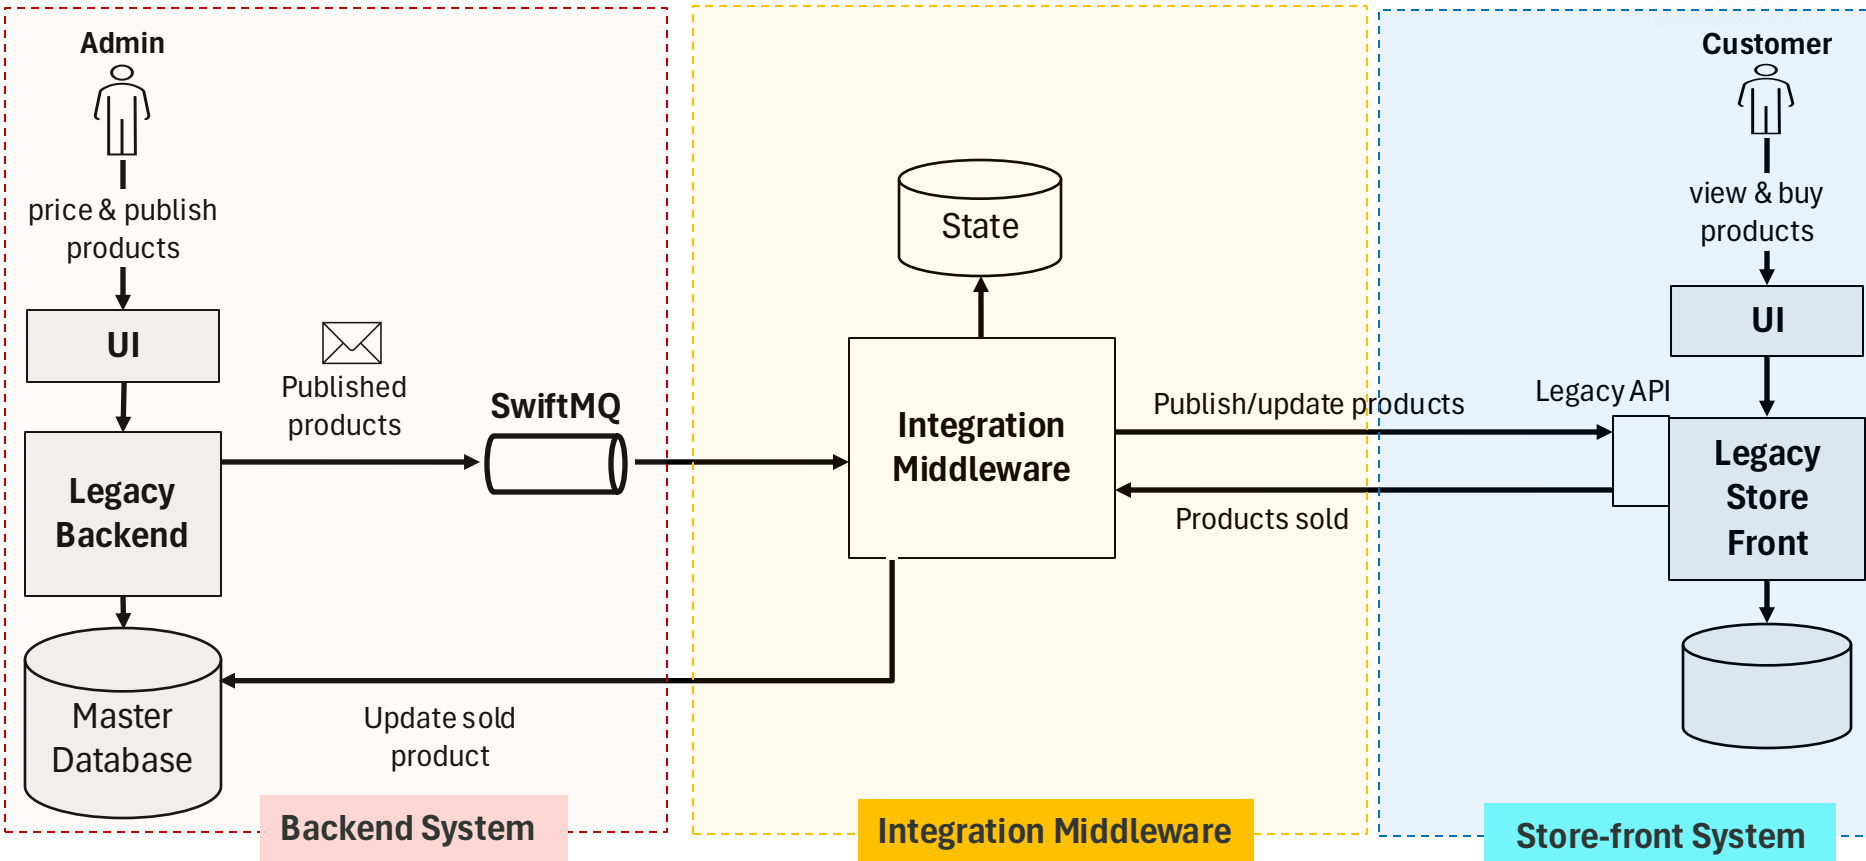 Admin
price & publish
products
UI
Published
products
SwiftMQ
Legacy
Backend
Master
Database
Update sold
product
Backend System
State
Integration
Middleware
Publish/update products
Products sold
Integration Middleware
Customer
view & buy
products
UI
Legacy API
Legacy
Store
Front
Store-front System